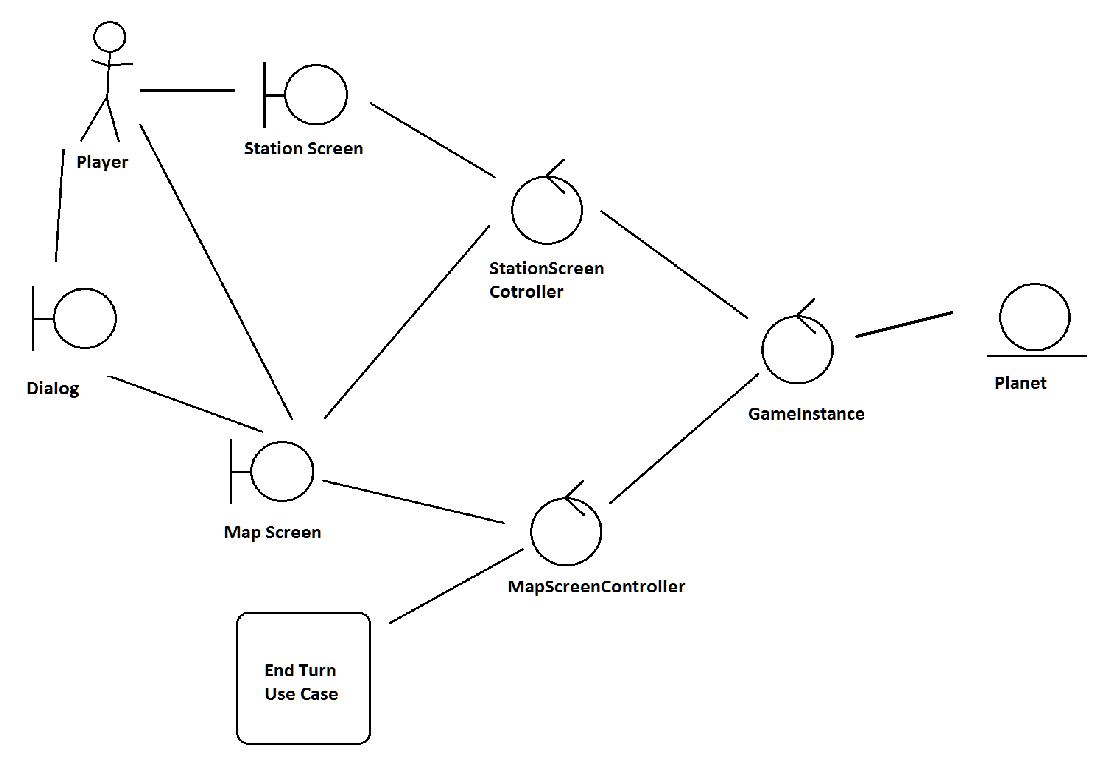 Player
Station Screen
StationScreen
Cotroller
Dialog
Planet
GameInstance
Map Screen
MapScreenController
End Turn
Use Case